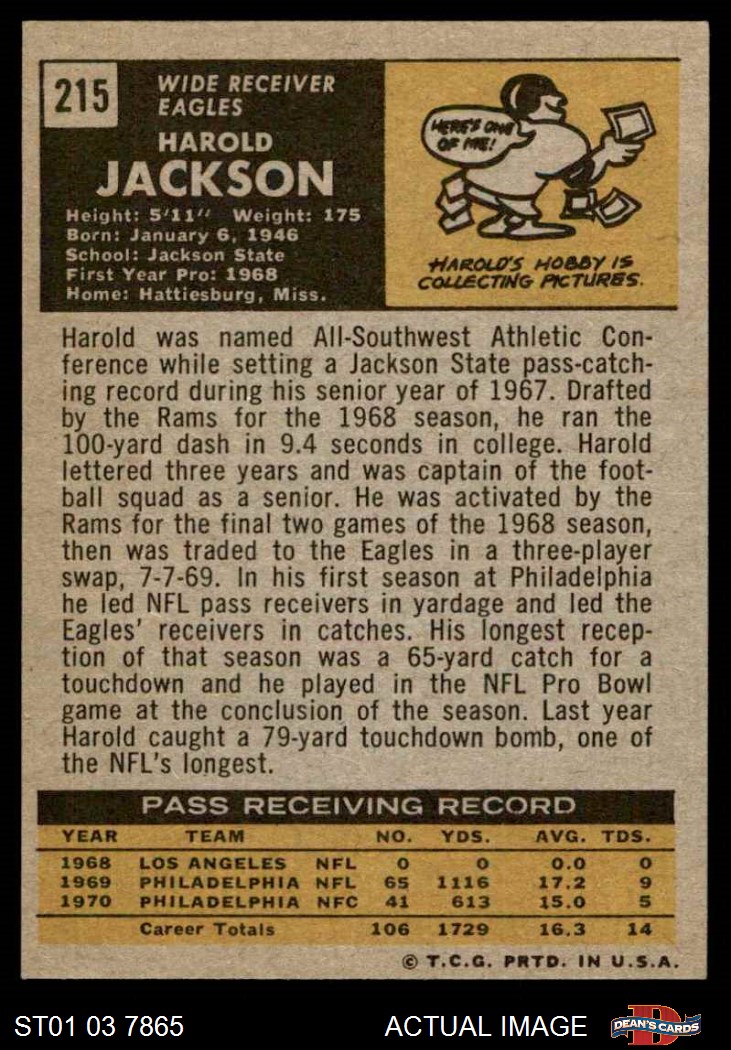 215
WIDE RECEIVER
EAGLES
HAROLD
JACKSON
Height: 5'11" Weight: 175
Born: January 6, 1946
School: Jackson State
First Year Pro: 1968
Home: Hattiesburg, Miss.
HERE'S ONE
OF ME!
HAROLD'S HOBBY IS
COLLECTING PICTURES.
Harold was named All-Southwest Athletic Con-
ference while setting a Jackson State pass-catch-
ing record during his senior year of 1967. Drafted
by the Rams for the 1968 season, he ran the
100-yard dash in 9.4 seconds in college. Harold
lettered three years and was captain of the foot-
ball squad as a senior. He was activated by the
Rams for the final two games of the 1968 season,
then was traded to the Eagles in a three-player
swap, 7-7-69. In his first season at Philadelphia
he led NFL pass receivers in yardage and led the
Eagles' receivers in catches. His longest recep-
tion of that season was a 65-yard catch for a
touchdown and he played in the NFL Pro Bowl
game at the conclusion of the season. Last year
Harold caught a 79-yard touchdown bomb, one of
the NFL's longest.
PASS RECEIVING RECORD
YEAR TEAM NO. YDS. AVG. TDS.
1968 LOS ANGELES NFL 0 0 0.0 0
1969 PHILADELPHIA NFL 65 1116 17.2 9
1970 PHILADELPHIA NFC 41 613 15.0 5
Career Totals 106 1729 16.3 14
© T.C.G. PRTD. IN U.S.A.
ST01 03 7865 ACTUAL IMAGE D DEAN'S CARDS